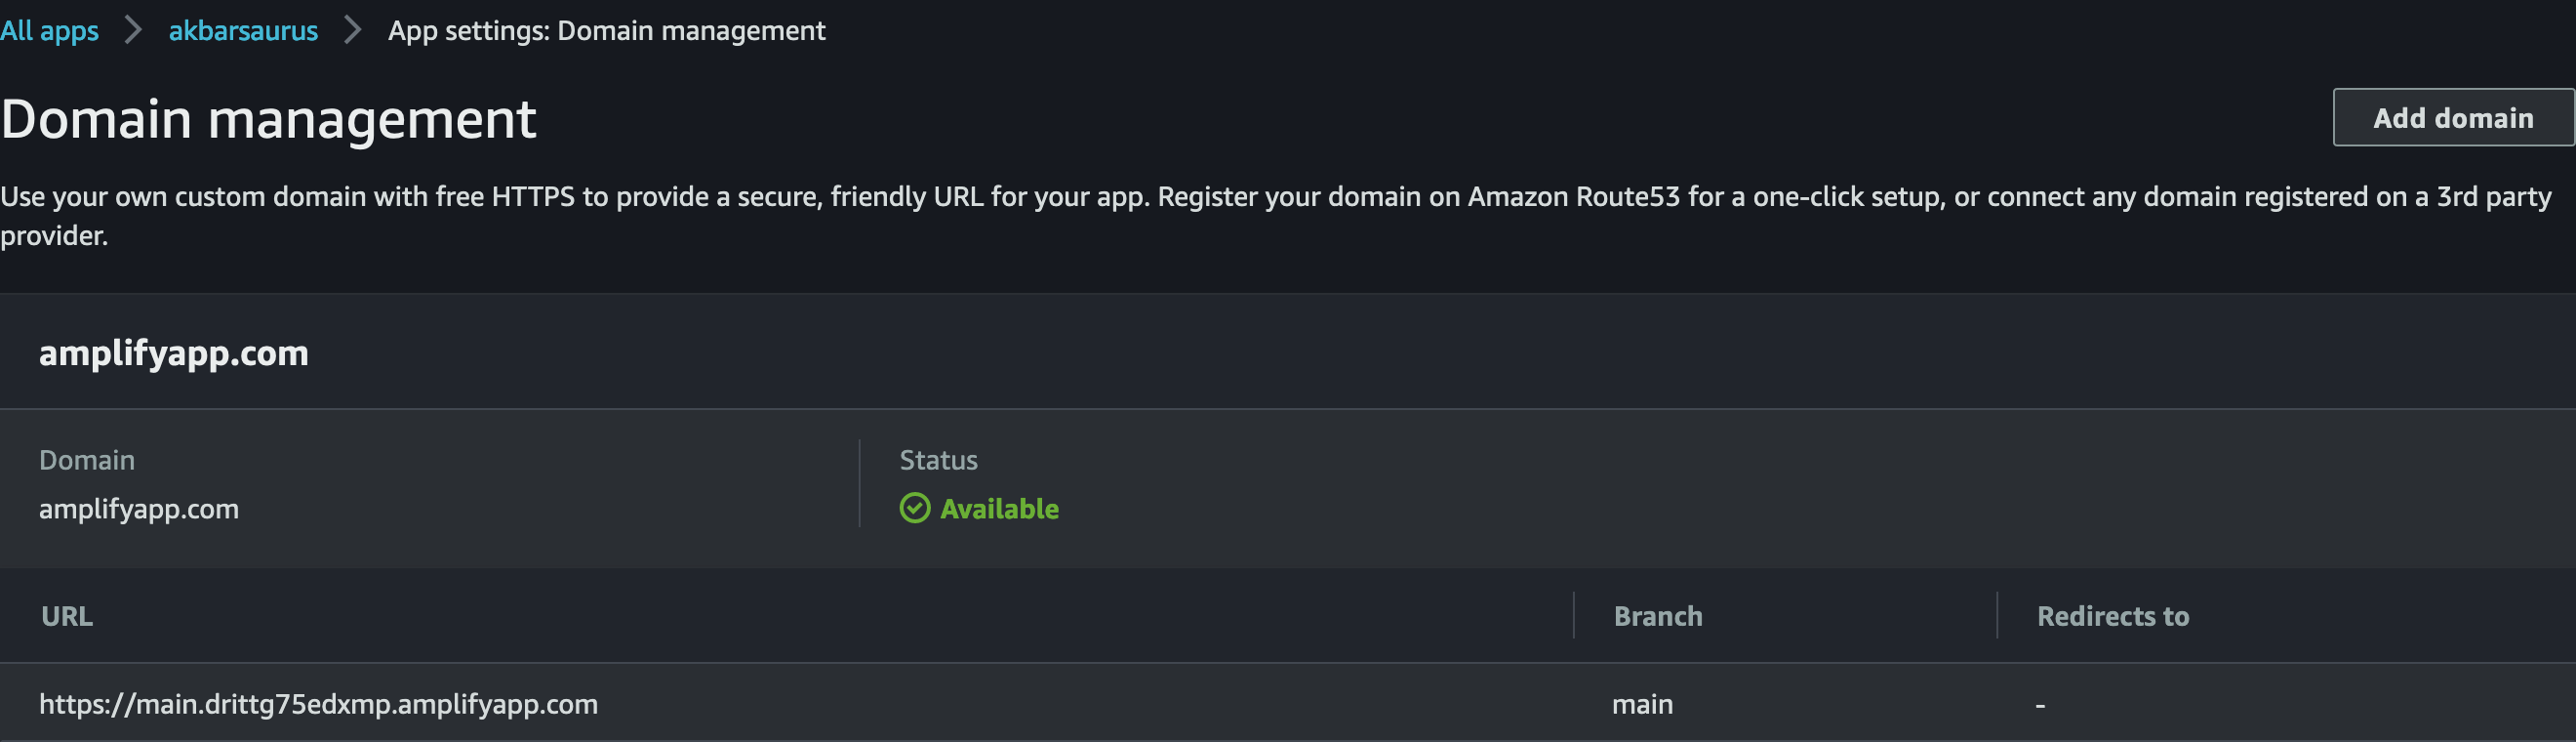 All apps > akbarsaurus > App settings: Domain management
Domain management
Add domain
Use your own custom domain with free HTTPS to provide a secure, friendly URL for your app. Register your domain on Amazon Route53 for a one-click setup, or connect any domain registered on a 3rd party
provider.
amplifyapp.com
Domain
amplifyapp.com
Status
Available
URL Branch Redirects to
https://main.drittg75edxmp.amplifyapp.com main -